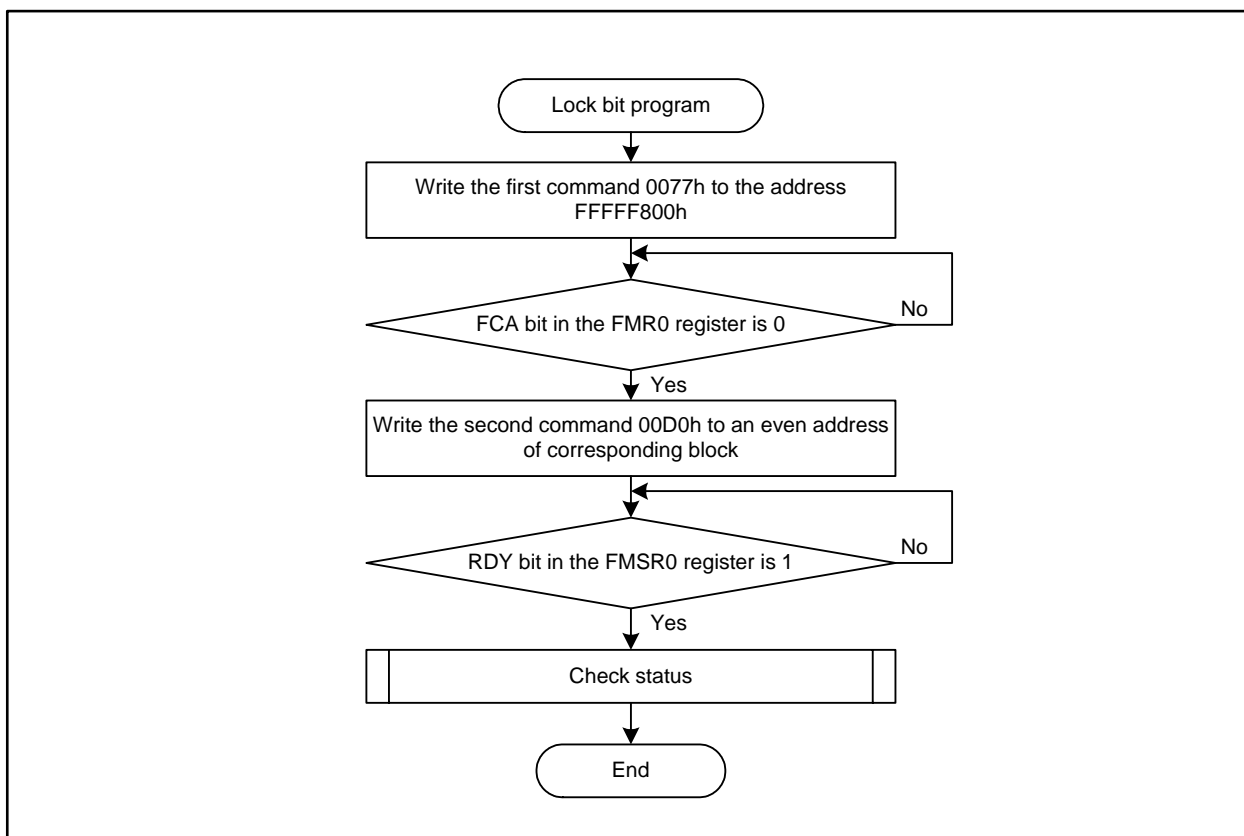 Lock bit program
Write the first command 0077h to the address
FFFFF800h
FCA bit in the FMR0 register is 0
No
Yes
Write the second command 00D0h to an even address
of corresponding block
RDY bit in the FMSR0 register is 1
No
Yes
Check status
End